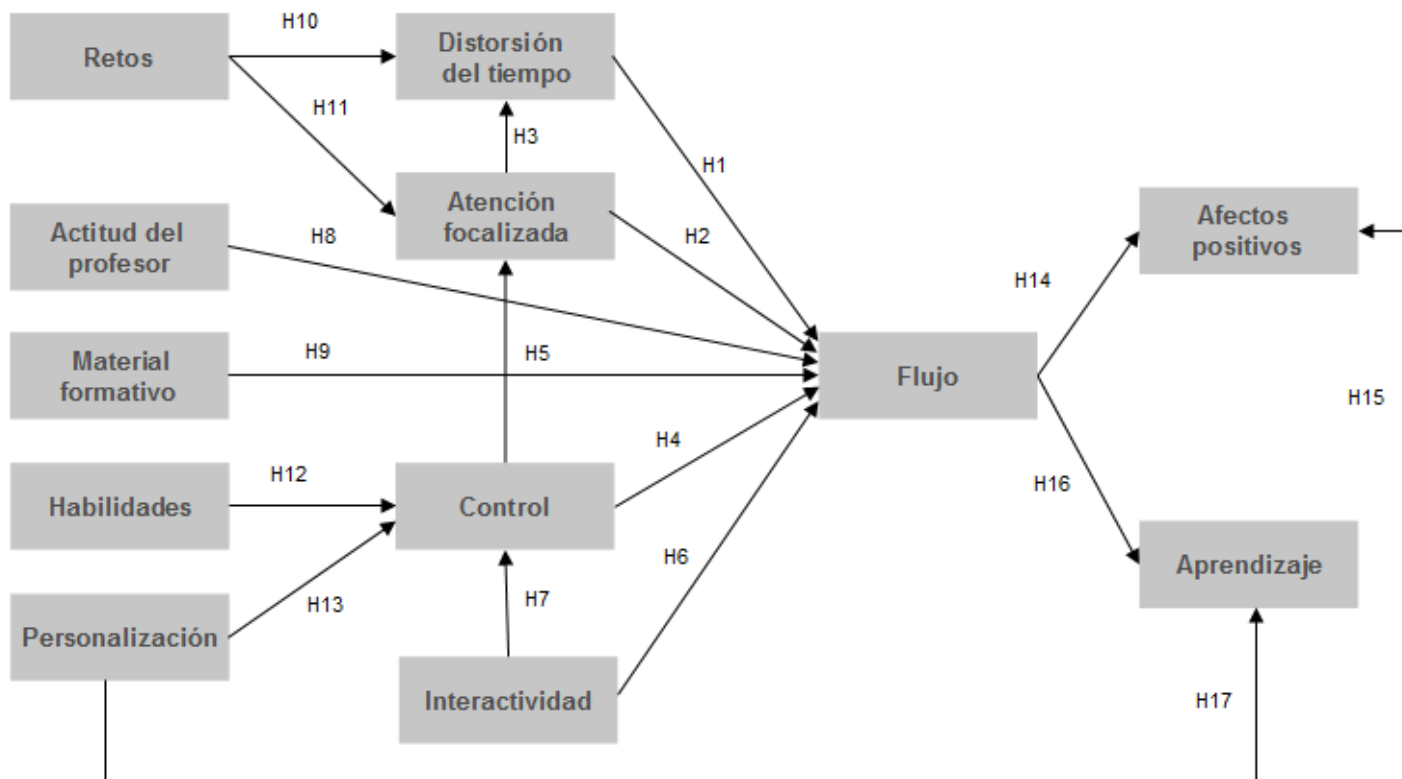 H10
Retos
Distorsión
del tiempo
H11
H3
H1
Atención
focalizada
Actitud del
profesor
H8
H2
Afectos
positivos
H14
Material
formativo
H9
H5
Flujo
H15
H4
Habilidades
H12
Control
H16
H6
Aprendizaje
H13
H7
Personalización
Interactividad
H17